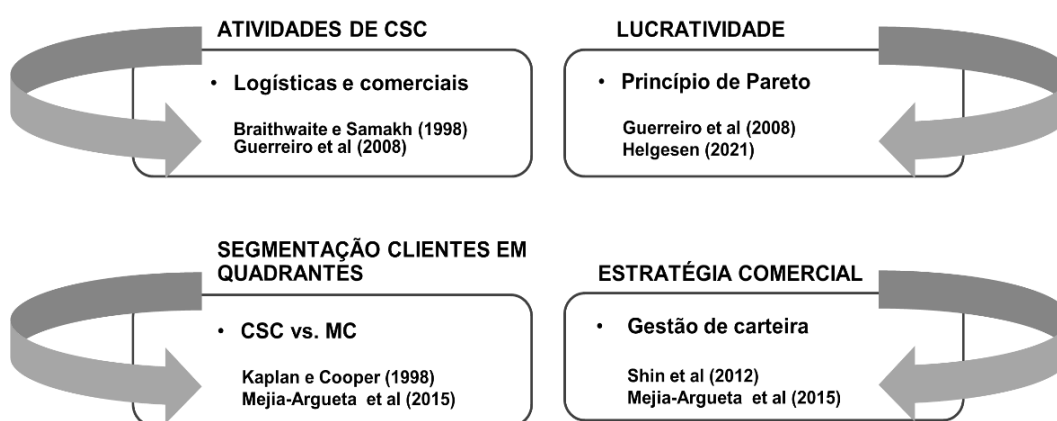 ATIVIDADES DE CSC
• Logísticas e comerciais
Braithwaite e Samakh (1998)
Guerreiro et al (2008)
LUCRATIVIDADE
• Princípio de Pareto
Guerreiro et al (2008)
Helgesen (2021)
SEGMENTAÇÃO CLIENTES EM
QUADRANTES
• CSC vs. MC
Kaplan e Cooper (1998)
Mejia-Argueta et al (2015)
ESTRATÉGIA COMERCIAL
• Gestão de carteira
Shin et al (2012)
Mejia-Argueta et al (2015)